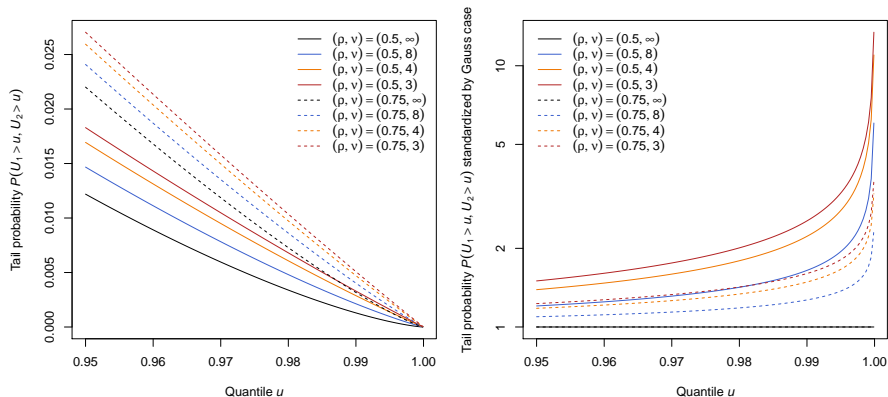 Tail probability P(U₁ > u, U₂ > u)
0.025
0.020
0.015
0.010
0.005
0.000
(ρ, ν) = (0.5, ∞)
(ρ, ν) = (0.5, 8)
(ρ, ν) = (0.5, 4)
(ρ, ν) = (0.5, 3)
(ρ, ν) = (0.75, ∞)
(ρ, ν) = (0.75, 8)
(ρ, ν) = (0.75, 4)
(ρ, ν) = (0.75, 3)
0.95 0.96 0.97 0.98 0.99 1.00
Quantile u
Tail probability P(U₁ > u, U₂ > u) standardized by Gauss case
10
5
2
1
(ρ, ν) = (0.5, ∞)
(ρ, ν) = (0.5, 8)
(ρ, ν) = (0.5, 4)
(ρ, ν) = (0.5, 3)
(ρ, ν) = (0.75, ∞)
(ρ, ν) = (0.75, 8)
(ρ, ν) = (0.75, 4)
(ρ, ν) = (0.75, 3)
0.95 0.96 0.97 0.98 0.99 1.00
Quantile u